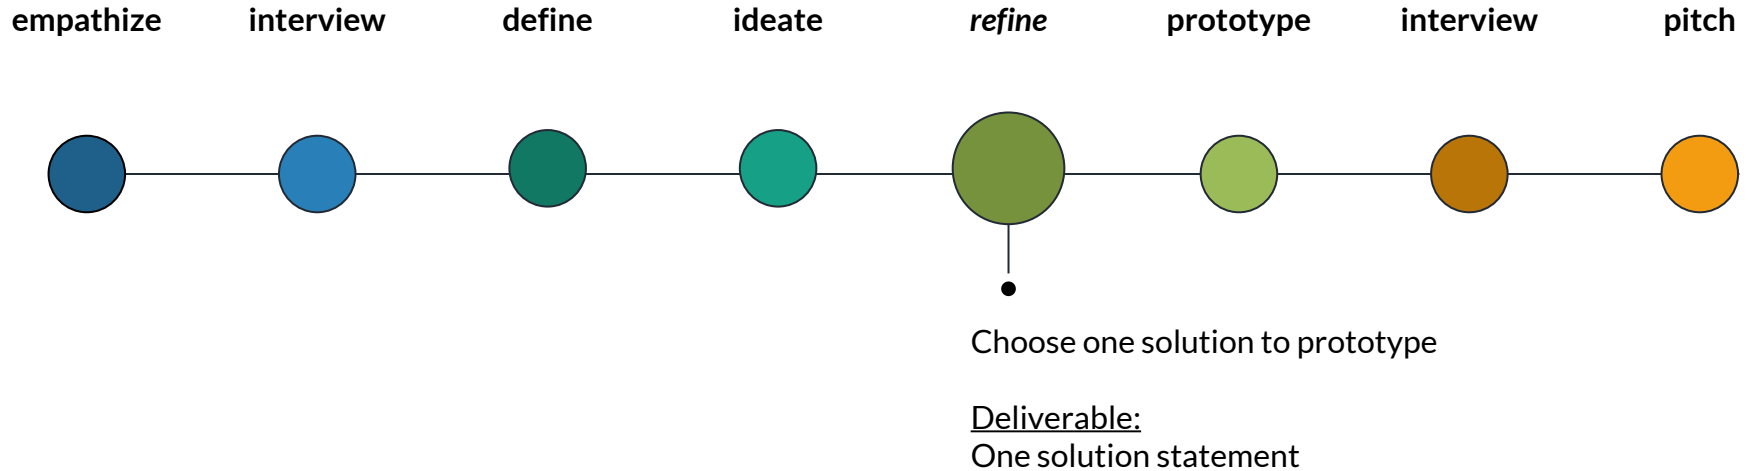 empathize interview define ideate refine prototype interview pitch
Choose one solution to prototype
Deliverable:
One solution statement